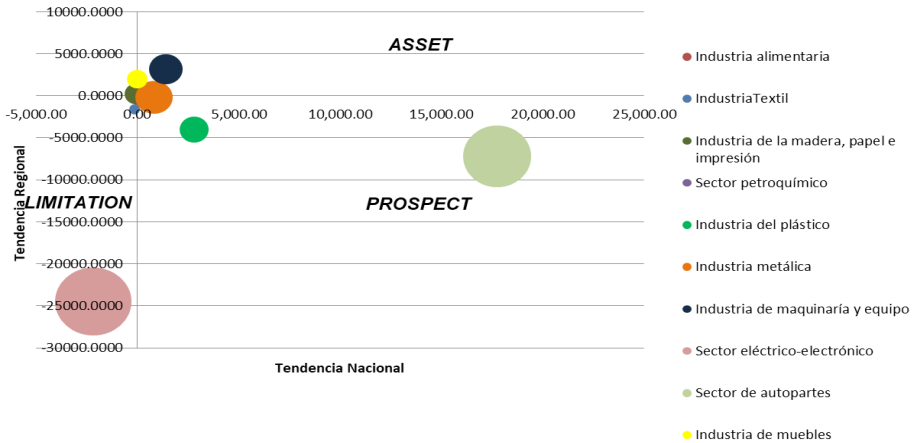 10000.0000
ASSET
5000.0000
0.0000
-5,000.00 0.00 5,000.00 10,000.00 15,000.00 20,000.00 25,000.00
-5000.0000
-10000.0000
LIMITATION
PROSPECT
-15000.0000
-20000.0000
-25000.0000
-30000.0000
Tendencia Regional
Tendencia Nacional
Industria alimentaria
IndustriaTextil
Industria de la madera, papel e
impresión
Sector petroquímico
Industria del plástico
Industria metálica
Industria de maquinaría y equipo
Sector eléctrico-electrónico
Sector de autopartes
Industria de muebles